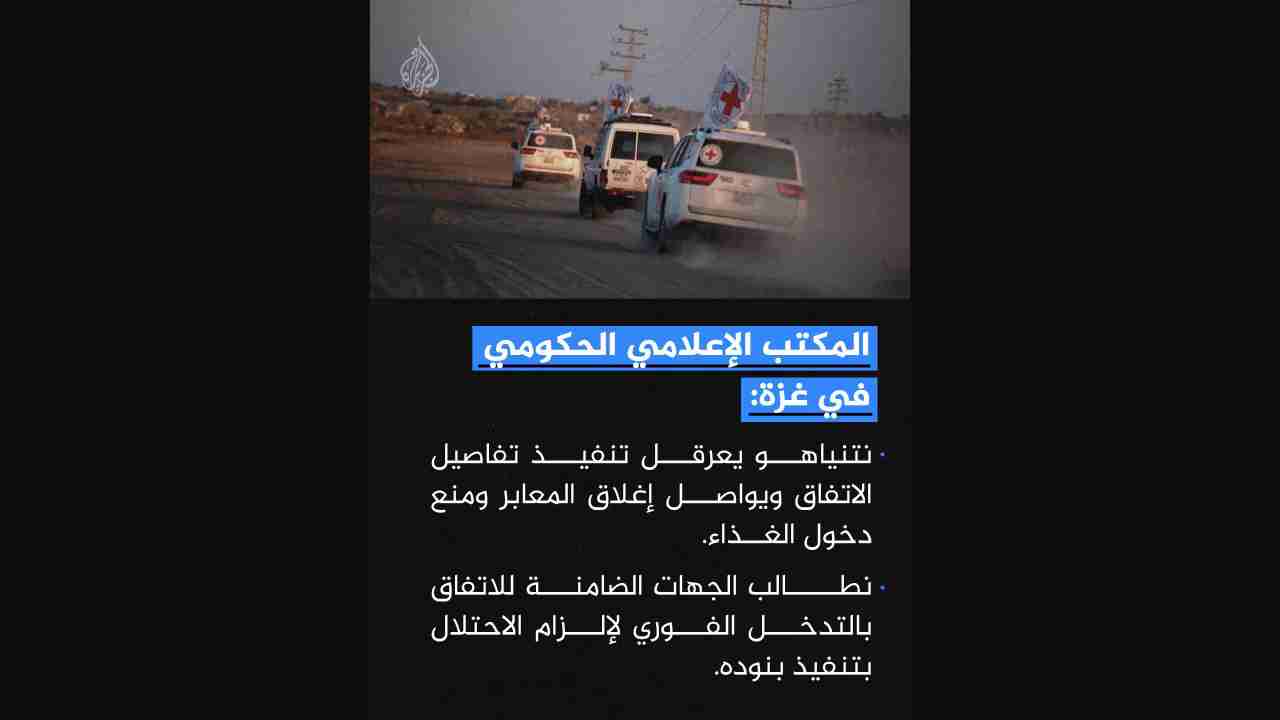 الجزيرة
المكتب الإعلامي الحكومي
في غزة:
نتنياهو يعرقل تنفيذ تفاصيل
الاتفاق ويواصل إغلاق المعابر ومنع
دخول الغذاء.
نطالب الجهات الضامنة للاتفاق
بالتدخل الفوري لإلزام الاحتلال
بتنفيذ بنوده.